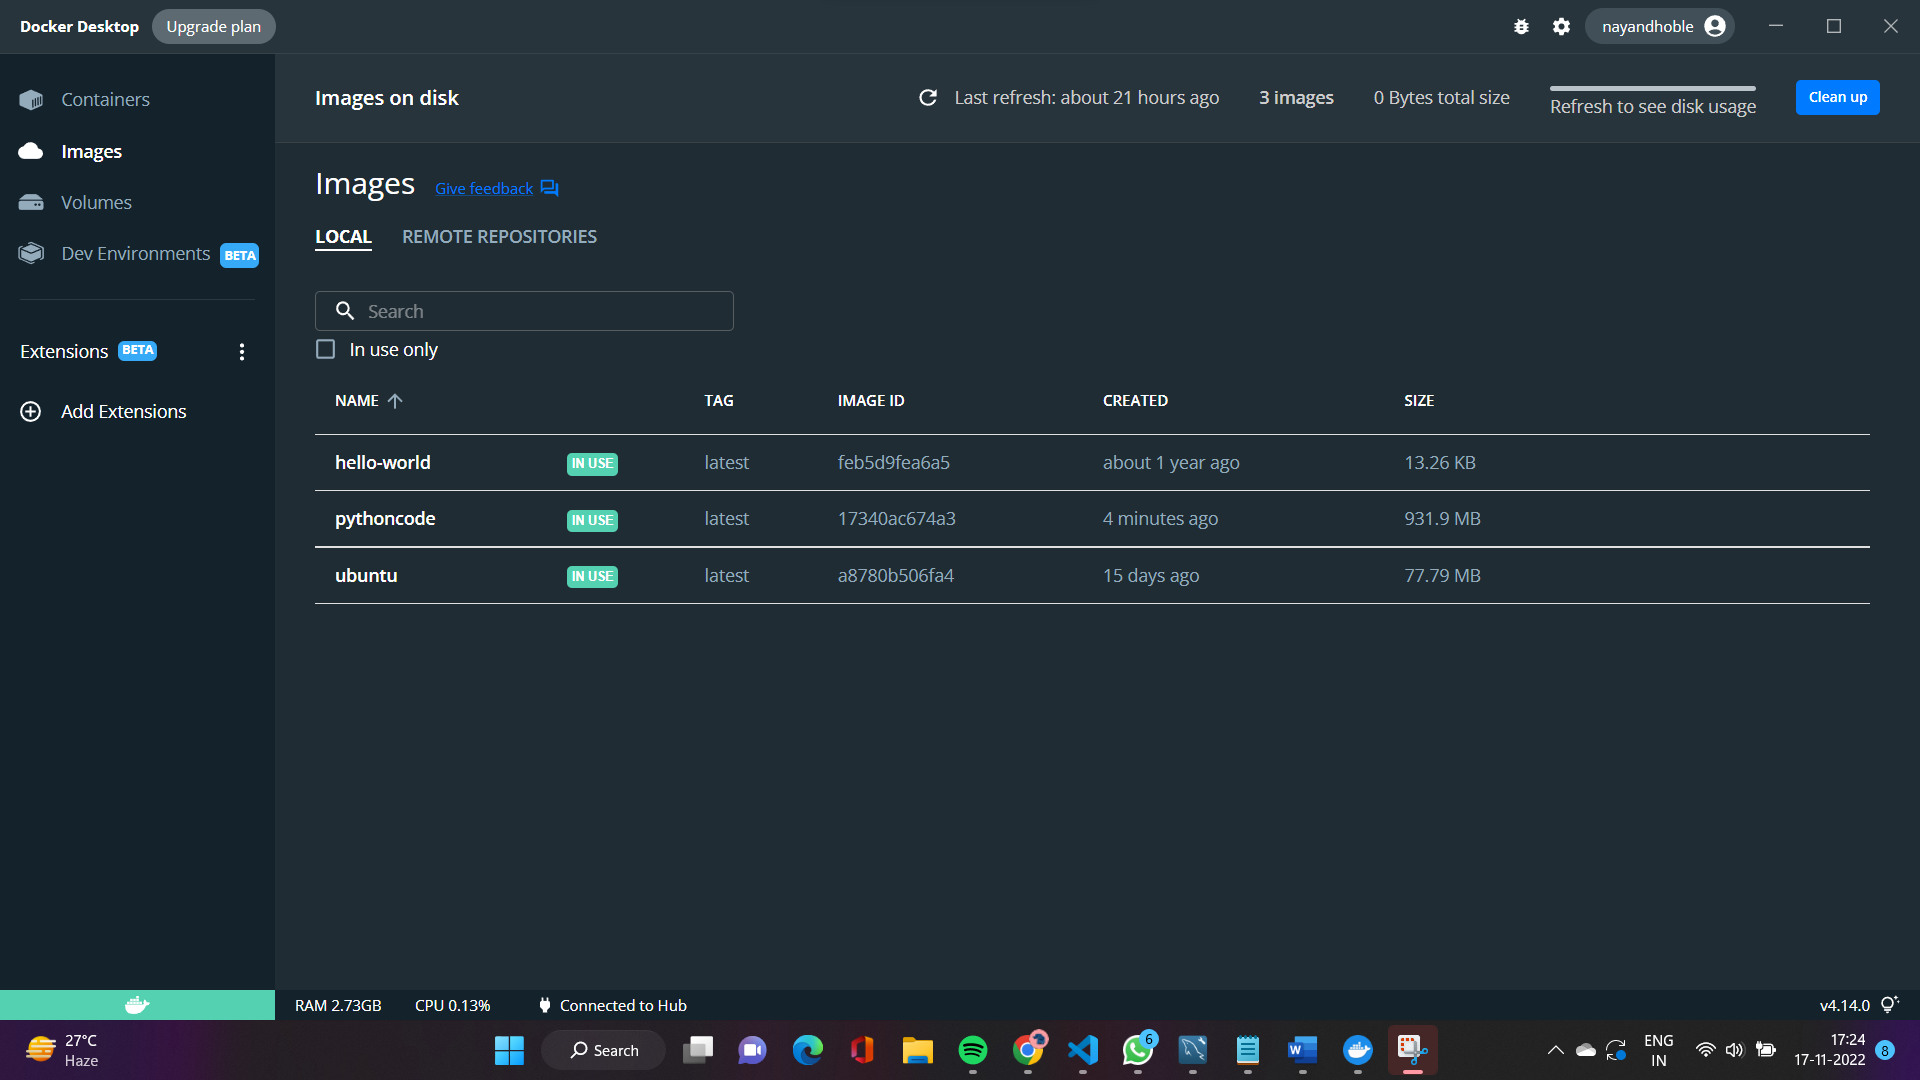 Docker Desktop Upgrade plan nayandhoble
Containers
Images
Volumes
Dev Environments BETA
Extensions BETA
Add Extensions
Images on disk Last refresh: about 21 hours ago 3 images 0 Bytes total size Refresh to see disk usage Clean up
Images Give feedback
LOCAL REMOTE REPOSITORIES
Search
In use only
NAME TAG IMAGE ID CREATED SIZE
hello-world IN USE latest feb5d9fea6a5 about 1 year ago 13.26 KB
pythoncode IN USE latest 17340ac674a3 4 minutes ago 931.9 MB
ubuntu IN USE latest a8780b506fa4 15 days ago 77.79 MB
RAM 2.73GB CPU 0.13% Connected to Hub v4.14.0
27°C
Haze
Search
6
W
ENG
IN
17:24
17-11-2022
8